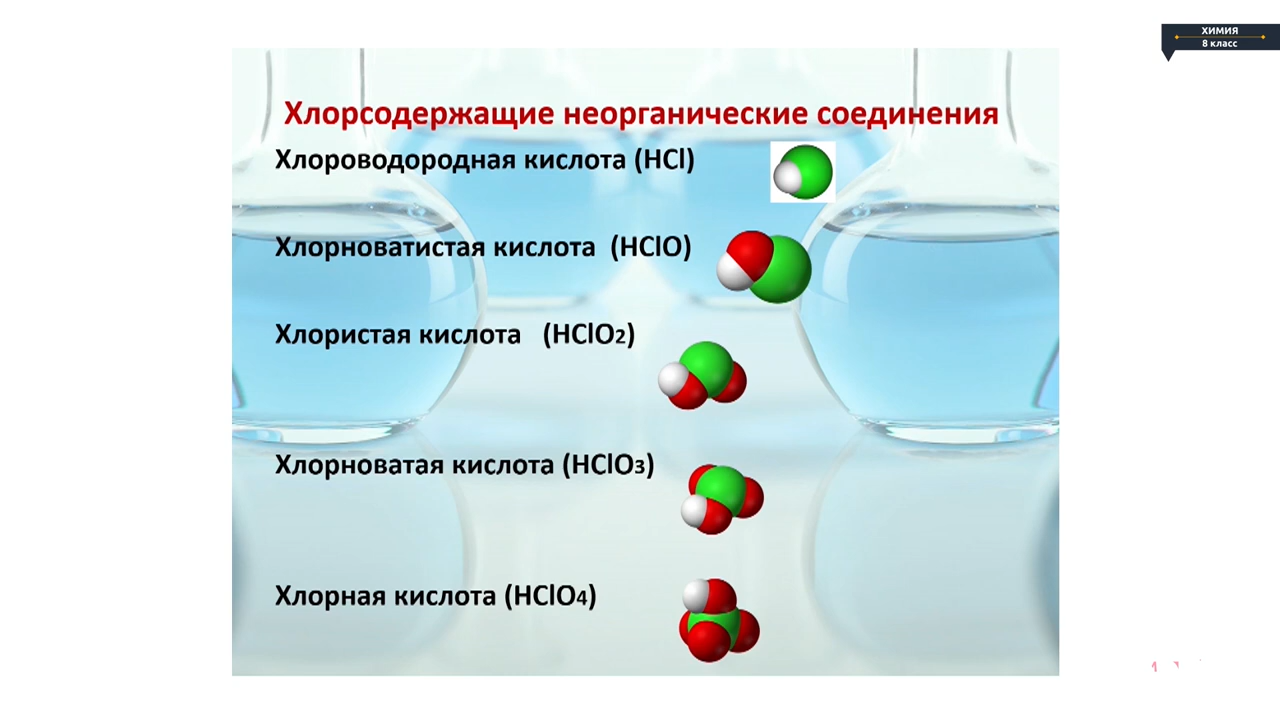 ХИМИЯ
8 класс
Хлорсодержащие неорганические соединения
Хлороводородная кислота (HCl)
Хлорноватистая кислота (HClO)
Хлористая кислота (HClO2)
Хлорноватая кислота (HClO3)
Хлорная кислота (HClO4)